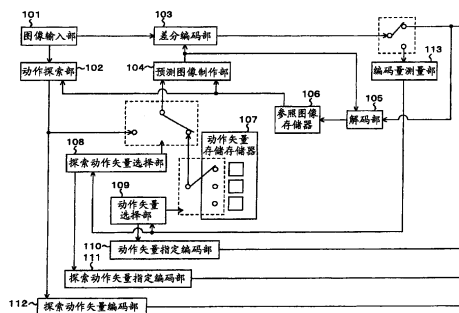 101
图像输入部
103
差分编码部
113
编码量测量部
动作探索部
102
104
预测图像制作部
106
参照图像
存储器
105
解码部
107
动作矢量
存储存储器
108
探索动作矢量选择部
109
动作矢量
选择部
110
动作矢量指定编码部
111
探索动作矢量指定编码部
112
探索动作矢量编码部